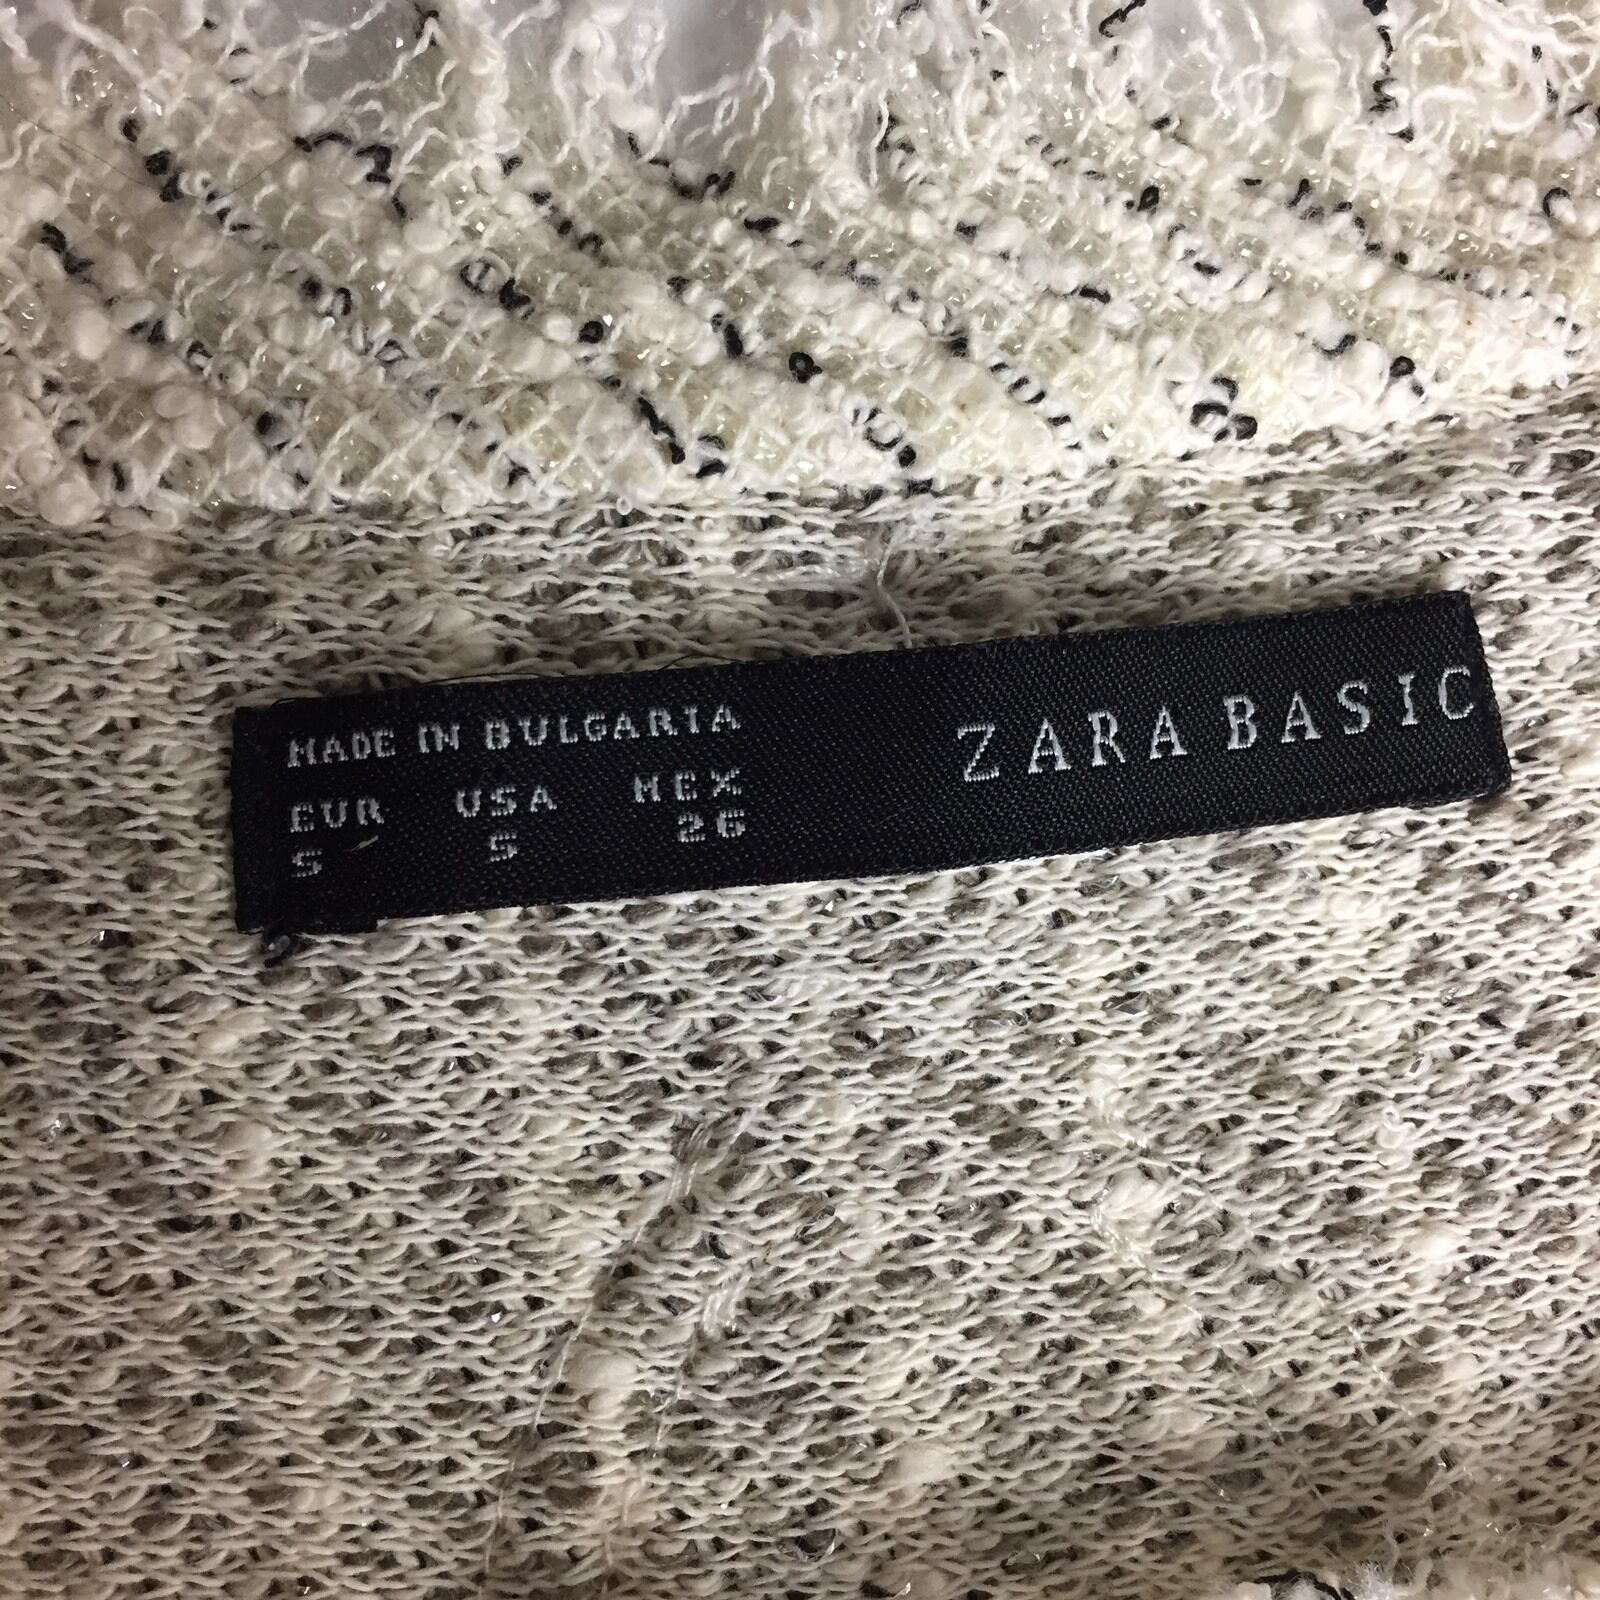 MADE IN BULGARIA
EUR USA MEX
S S 26
ZARA BASIC